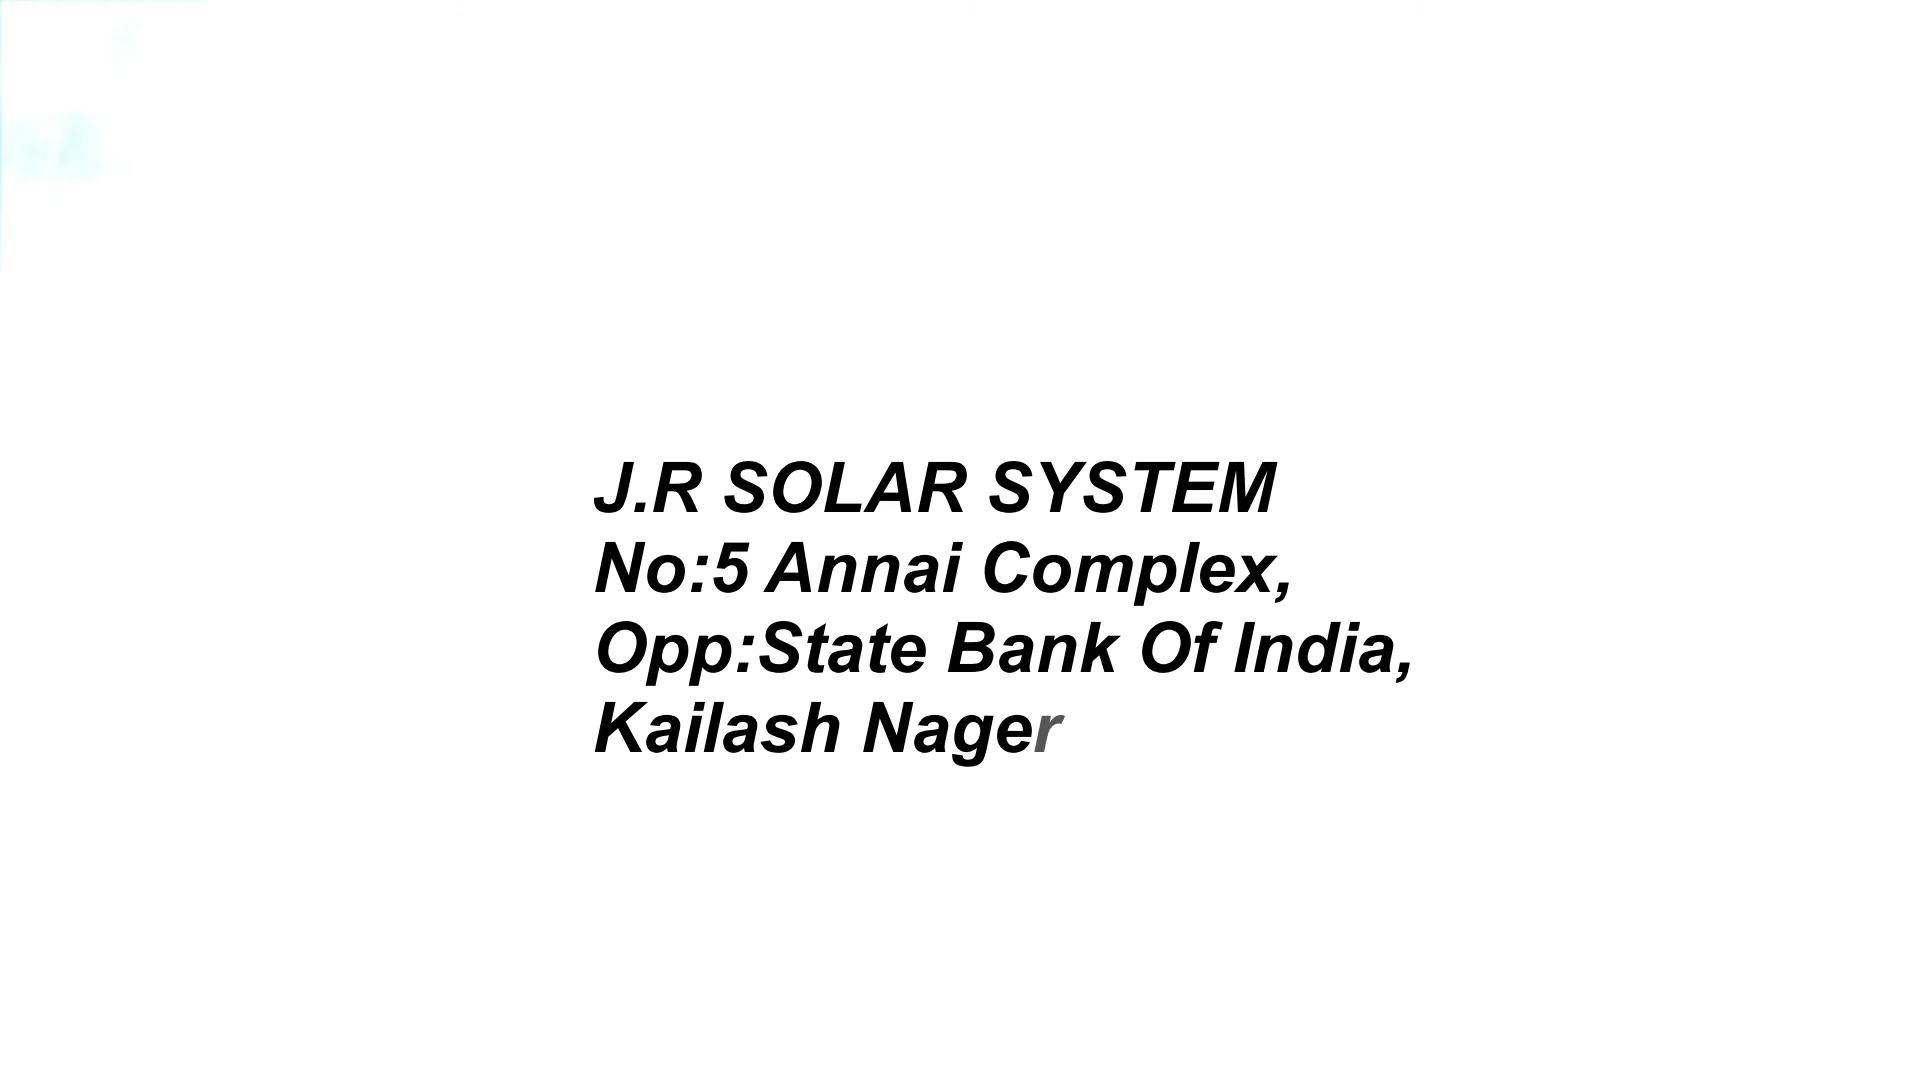 J.R SOLAR SYSTEM
No:5 Annai Complex,
Opp:State Bank Of India,
Kailash Nager